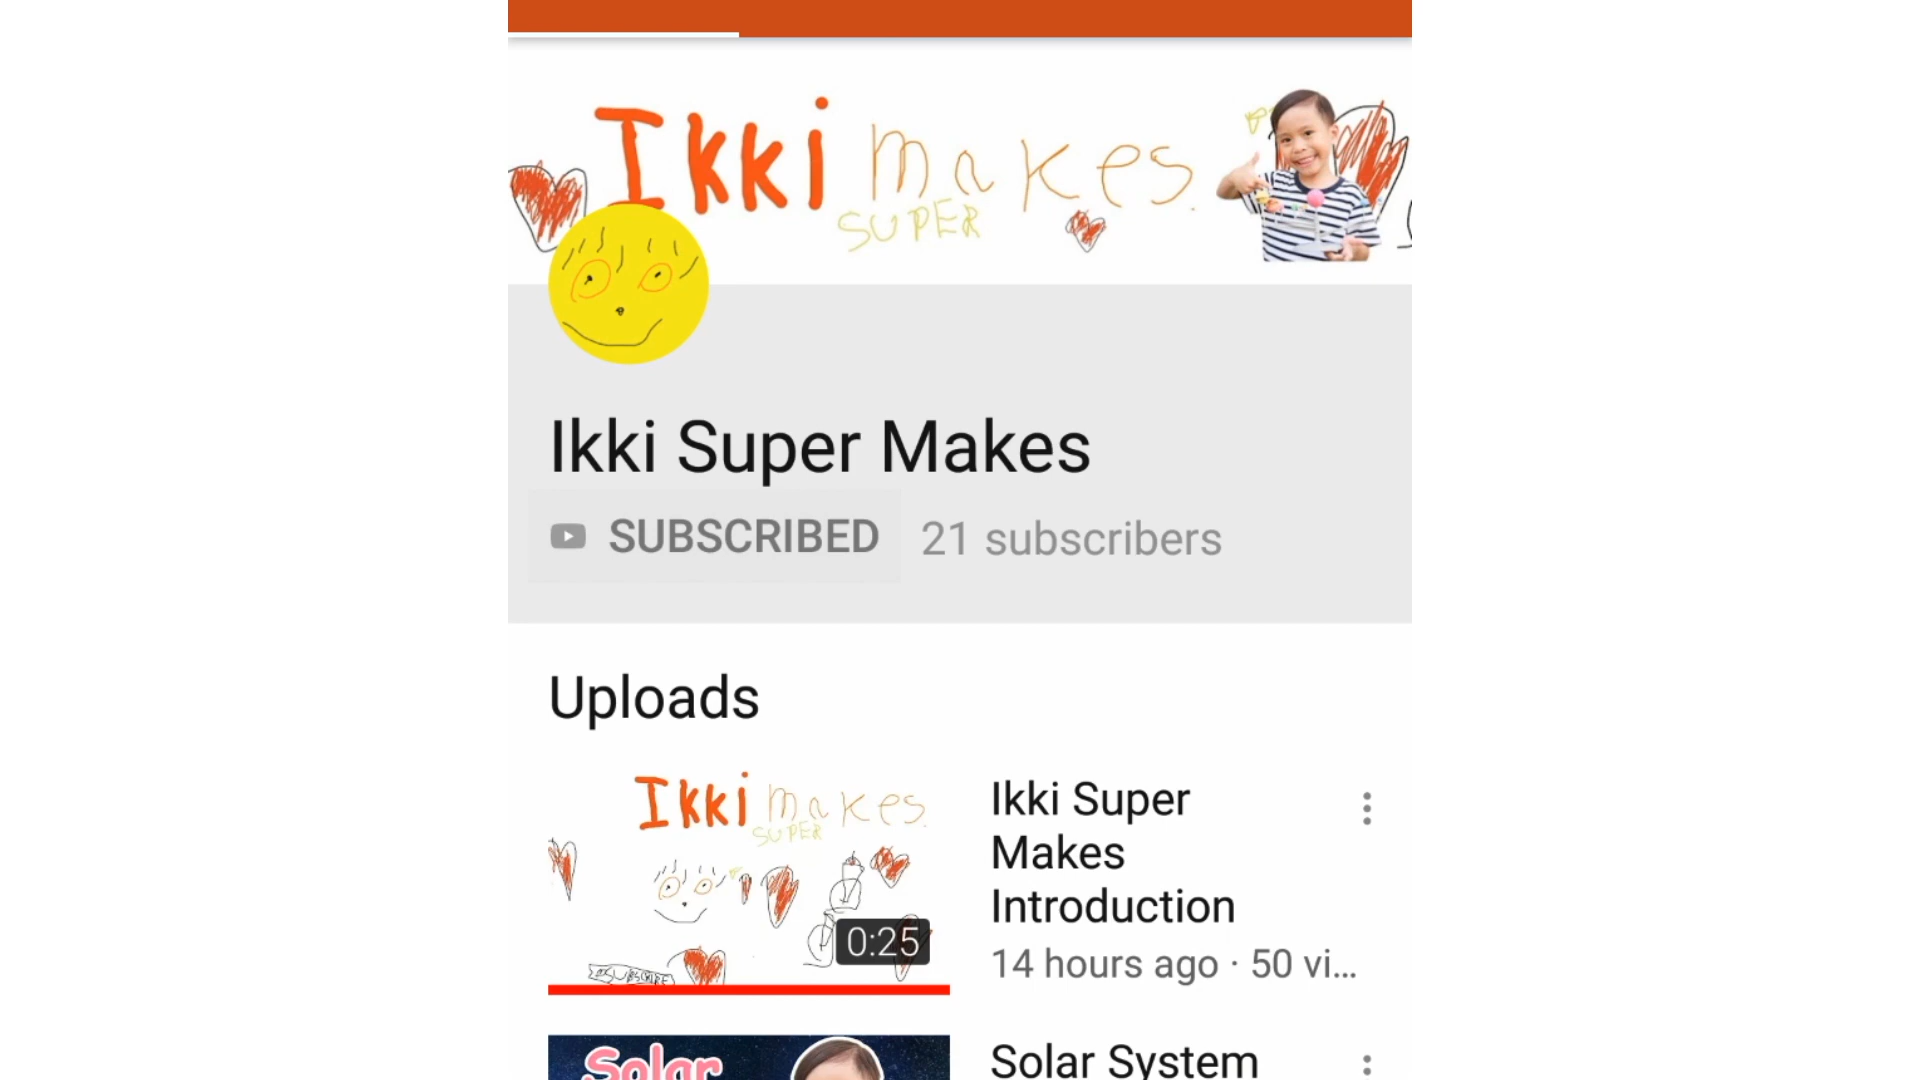 Ikki makes
SUPER
Ikki Super Makes
SUBSCRIBED 21 subscribers
Uploads
Ikki makes
SUPER
SUBSCRIBE
0:25
Ikki Super
Makes
Introduction
14 hours ago · 50 vi...
Solar
Solar System